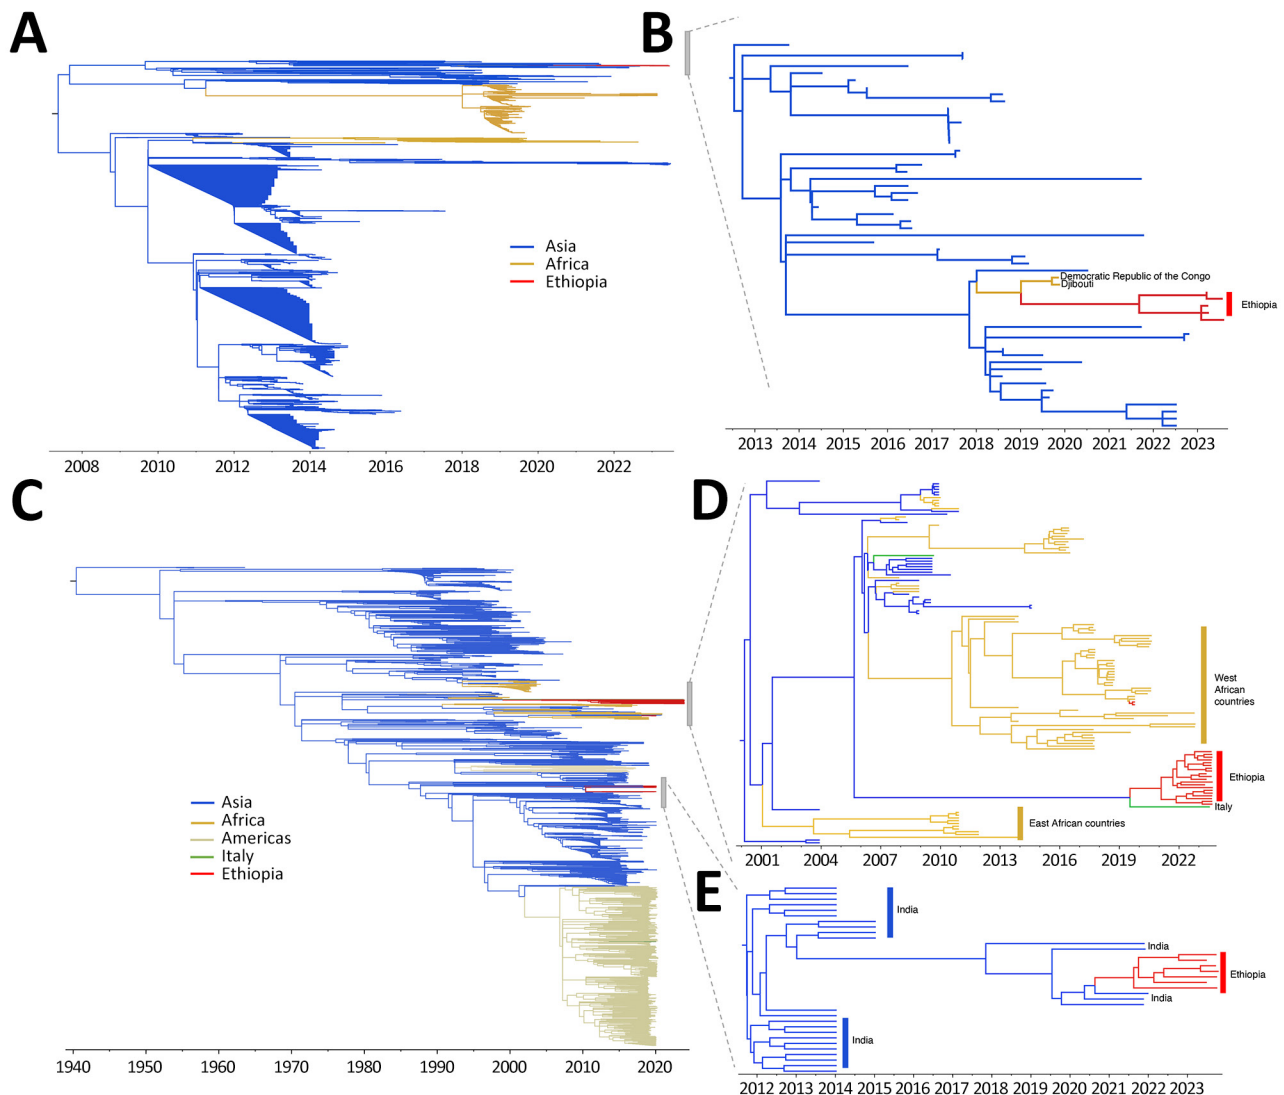 A
Asia
Africa
Ethiopia
2008 2010 2012 2014 2016 2018 2020 2022
B
Democratic Republic of the Congo
Djibouti
Ethiopia
2013 2014 2015 2016 2017 2018 2019 2020 2021 2022 2023
C
Asia
Africa
Americas
Italy
Ethiopia
1940 1950 1960 1970 1980 1990 2000 2010 2020
D
West
African
countries
Ethiopia
Italy
East African countries
2001 2004 2007 2010 2013 2016 2019 2022
E
India
India
Ethiopia
India
India
2012 2013 2014 2015 2016 2017 2018 2019 2020 2021 2022 2023